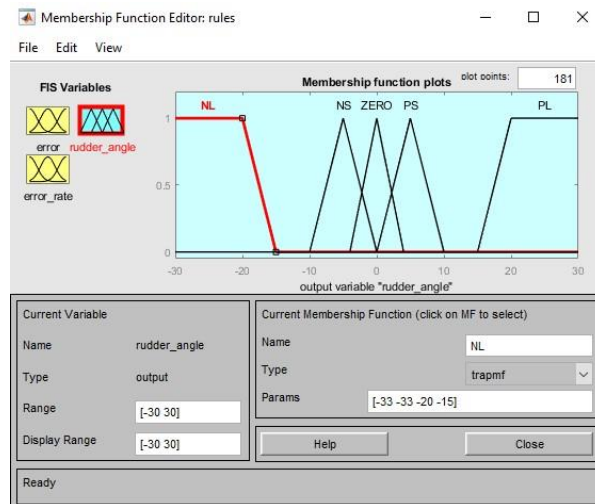 Membership Function Editor: rules
File Edit View
FIS Variables
Membership function plots
plot points:
181
error
rudder_angle
error_rate
NL
NS
ZERO
PS
PL
1
0.5
0
-30
-20
-10
0
10
20
30
output variable "rudder_angle"
Current Variable
Name
rudder_angle
Type
output
Range
[-30 30]
Display Range
[-30 30]
Current Membership Function (click on MF to select)
Name
NL
Type
trapmf
Params
[-33 -33 -20 -15]
Help
Close
Ready